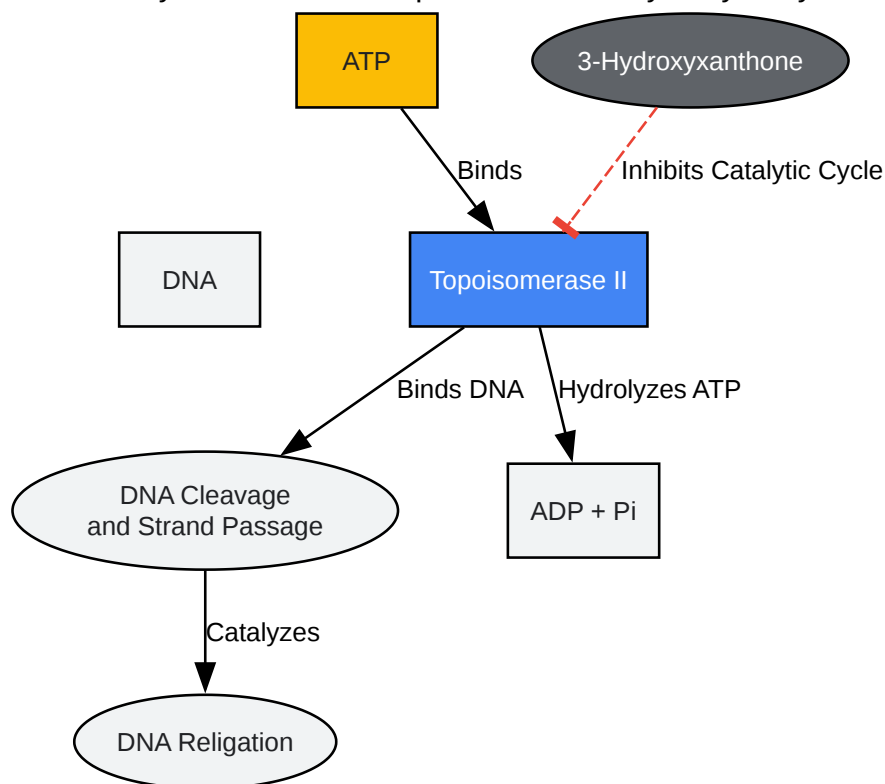 ATP
3-Hydroxyxanthone
Binds
Inhibits Catalytic Cycle
DNA
Topoisomerase II
Binds DNA
Hydrolyzes ATP
DNA Cleavage
and Strand Passage
ADP + Pi
Catalyzes
DNA Religation